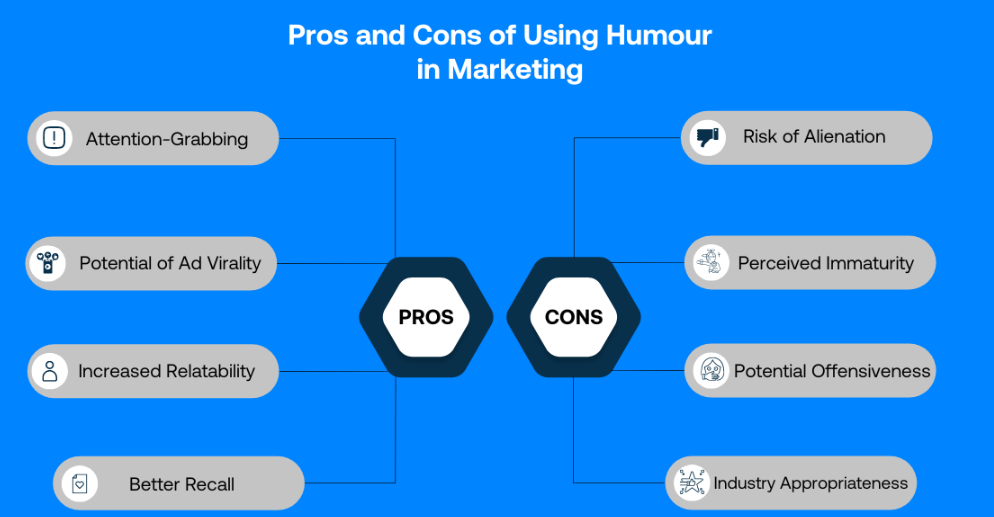 Pros and Cons of Using Humour
in Marketing
Attention-Grabbing
Potential of Ad Virality
Increased Relatability
Better Recall
PROS
CONS
Risk of Alienation
Perceived Immaturity
Potential Offensiveness
Industry Appropriateness